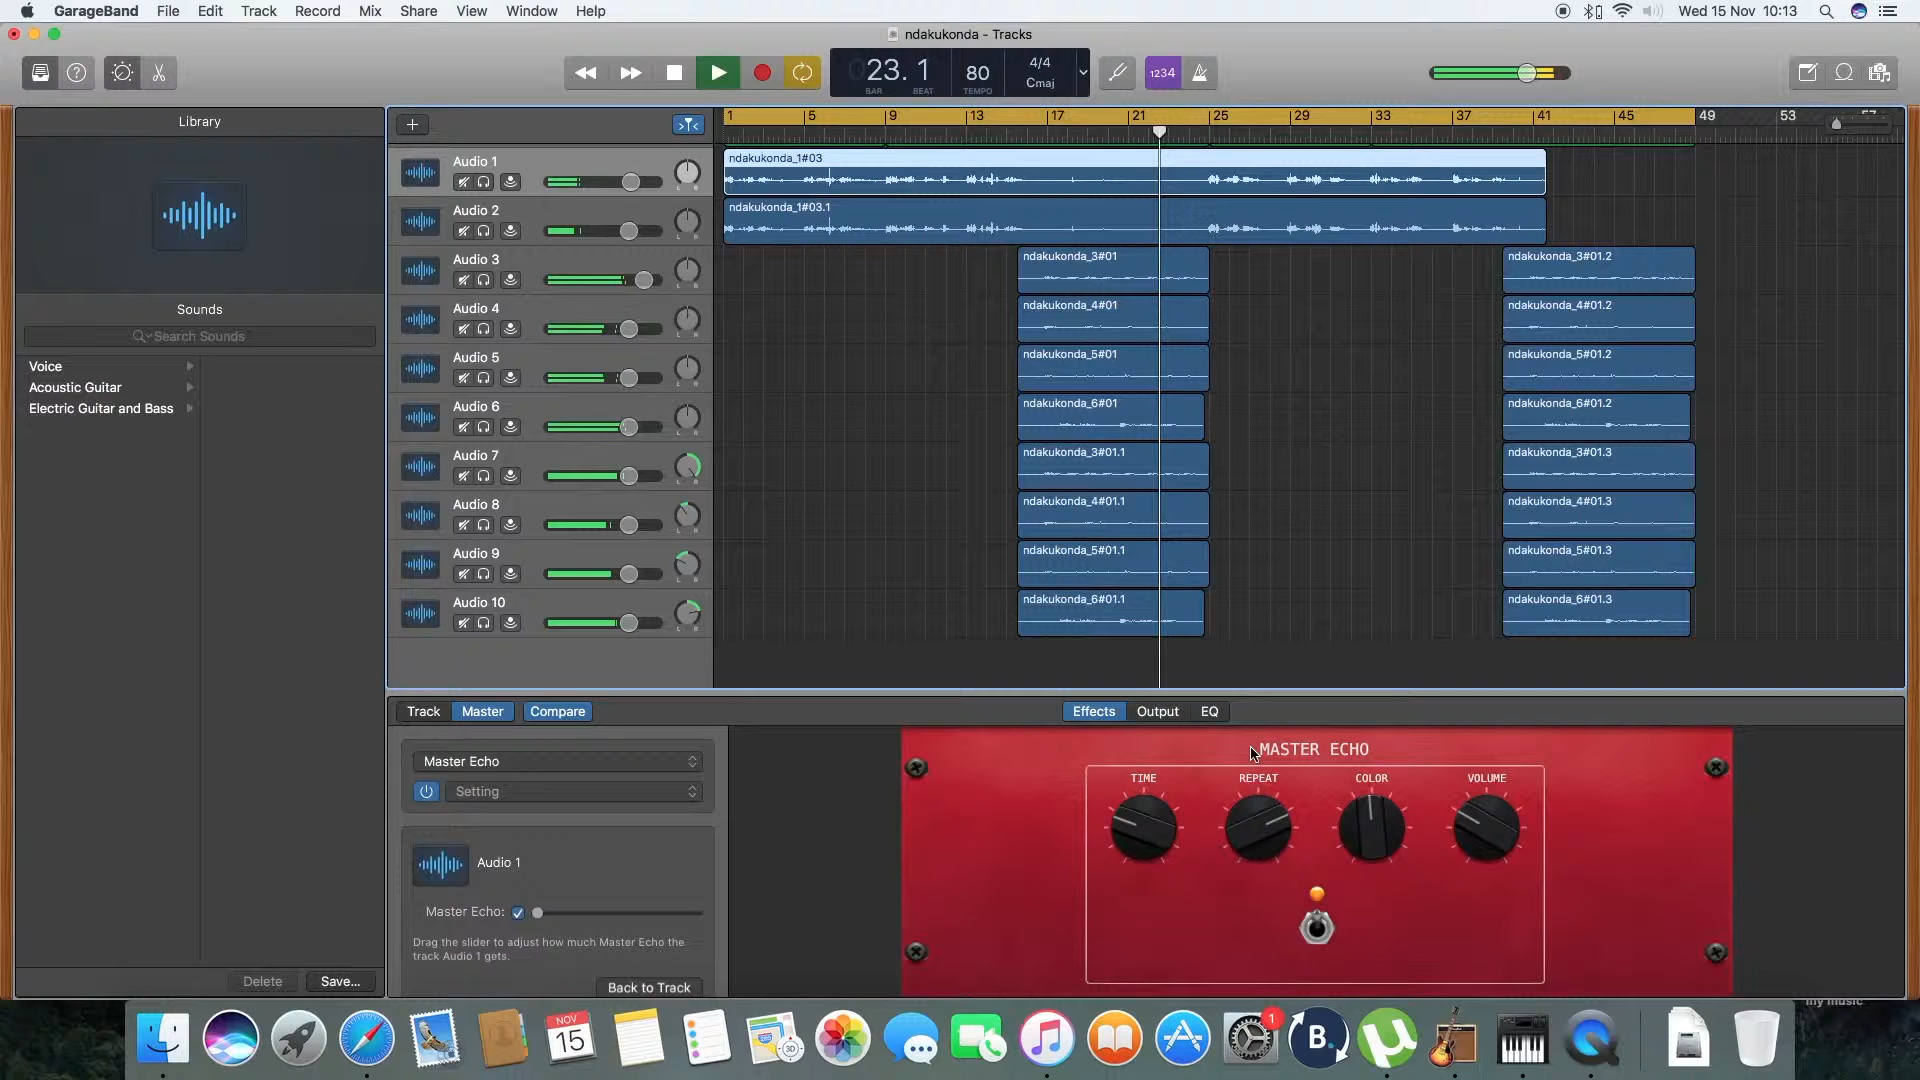 GarageBand File Edit Track Record Mix Share View Window Help Wed 15 Nov 10:13
ndakukonda - Tracks
23. 1 80 4/4 Cmaj
BAR BEAT TEMPO
1234
Library
Sounds
Search Sounds
Voice
Acoustic Guitar
Electric Guitar and Bass
Delete Save...
1 5 9 13 17 21 25 29 33 37 41 45 49 53 57
Audio 1
L R
ndakukonda_1#03
Audio 2
L R
ndakukonda_1#03.1
Audio 3
L R
ndakukonda_3#01 ndakukonda_3#01.2
Audio 4
L R
ndakukonda_4#01 ndakukonda_4#01.2
Audio 5
L R
ndakukonda_5#01 ndakukonda_5#01.2
Audio 6
L R
ndakukonda_6#01 ndakukonda_6#01.2
Audio 7
L R
ndakukonda_3#01.1 ndakukonda_3#01.3
Audio 8
L R
ndakukonda_4#01.1 ndakukonda_4#01.3
Audio 9
L R
ndakukonda_5#01.1 ndakukonda_5#01.3
Audio 10
L R
ndakukonda_6#01.1 ndakukonda_6#01.3
Track Master Compare Effects Output EQ
Master Echo
Setting
Audio 1
Master Echo:
Drag the slider to adjust how much Master Echo the
track Audio 1 gets.
Back to Track
MASTER ECHO
TIME REPEAT COLOR VOLUME
my music
NOV
15
3D
1
B.